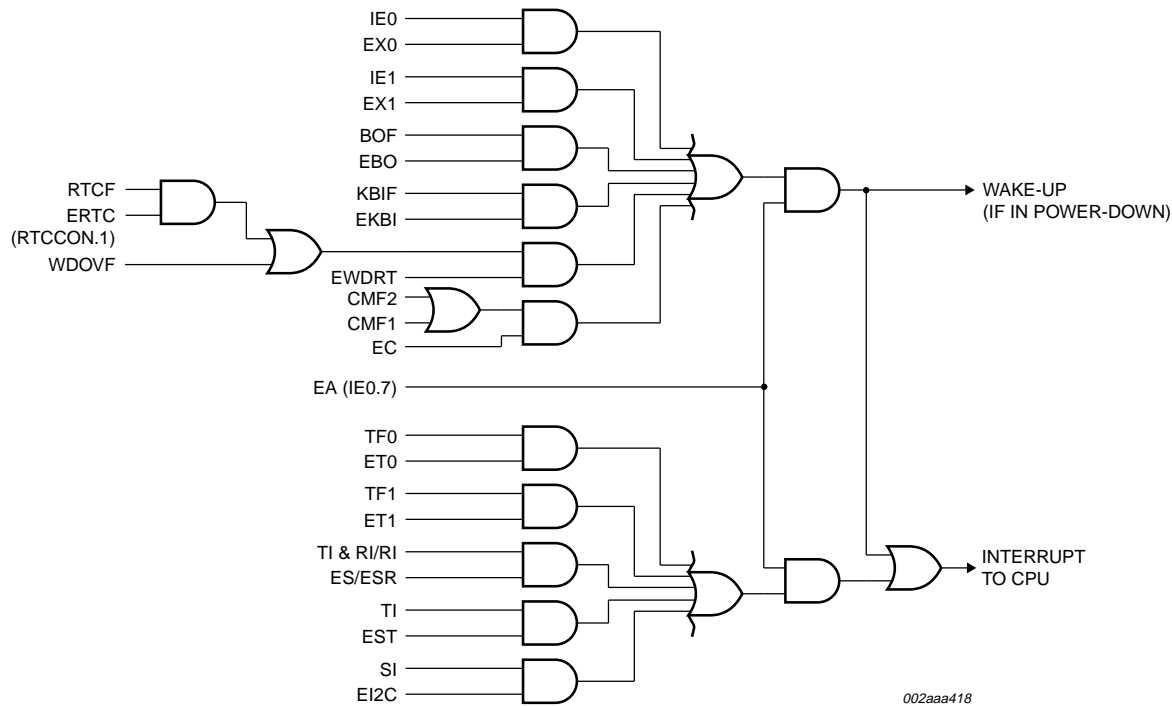 IE0
EX0
IE1
EX1
BOF
EBO
KBIF
EKBI
RTCF
ERTC
(RTCCON.1)
WDOVF
EWDRT
CMF2
CMF1
EC
EA (IE0.7)
TF0
ET0
TF1
ET1
TI & RI/RI
ES/ESR
TI
EST
SI
EI2C
WAKE-UP
(IF IN POWER-DOWN)
INTERRUPT
TO CPU
002aaa418